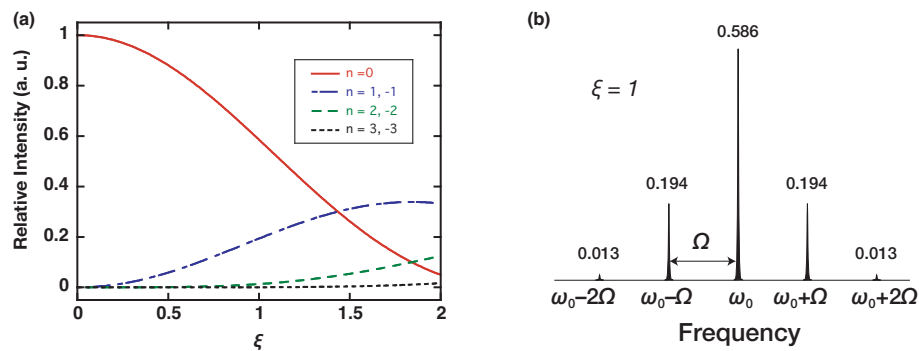 (a)
Relative Intensity (a. u.)
1
0.8
0.6
0.4
0.2
0
0
0.5
1
1.5
2
ξ
n =0
n = 1, -1
n = 2, -2
n = 3, -3
(b)
ξ = 1
0.586
0.194
0.194
0.013
0.013
Ω
ω₀−2Ω
ω₀−Ω
ω₀
ω₀+Ω
ω₀+2Ω
Frequency